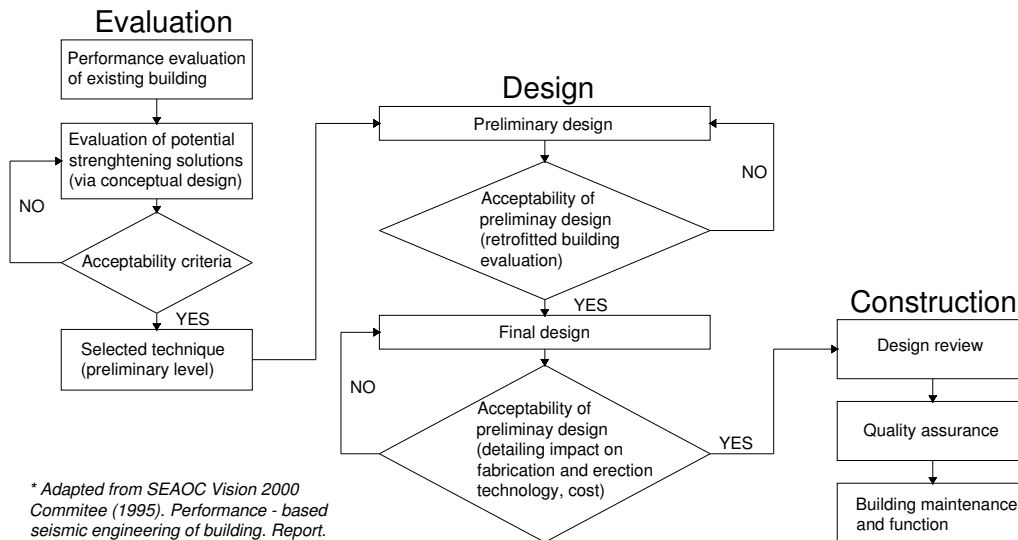 Evaluation
Performance evaluation
of existing building
Evaluation of potential
strenghtening solutions
(via conceptual design)
NO
Acceptability criteria
YES
Selected technique
(preliminary level)
* Adapted from SEAOC Vision 2000
Commitee (1995). Performance - based
seismic engineering of building. Report.
Design
Preliminary design
NO
Acceptability of
preliminay design
(retrofitted building
evaluation)
YES
Final design
NO
Acceptability of
preliminay design
(detailing impact on
fabrication and erection
technology, cost)
YES
Construction
Design review
Quality assurance
Building maintenance
and function